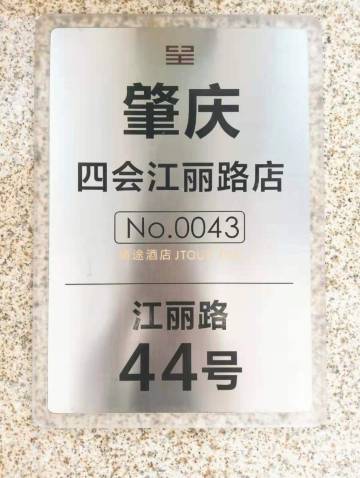 肇庆
四会江丽路店
No.0043
途酒店 JTOUR
江丽路
44号